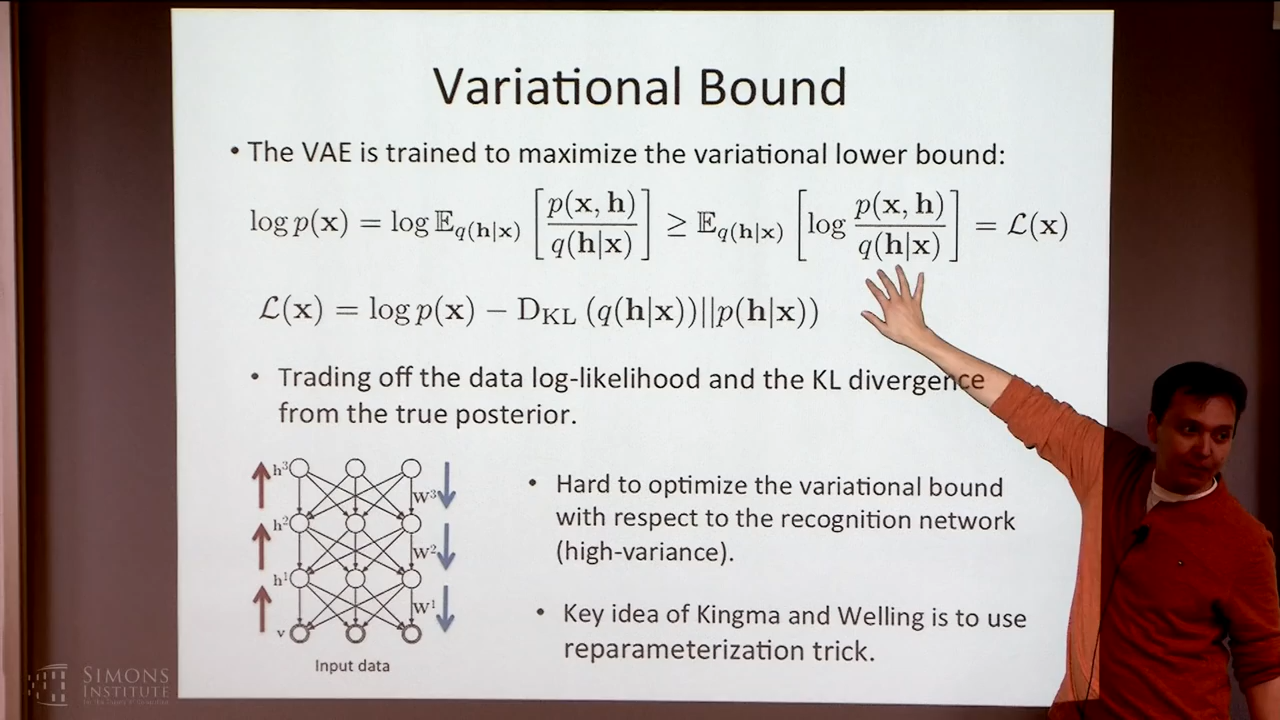 Variational Bound
• The VAE is trained to maximize the variational lower bound:
log p(x) = log 𝔼_{q(h|x)} [ p(x, h) / q(h|x) ] ≥ 𝔼_{q(h|x)} [ log p(x, h) / q(h|x) ] = ℒ(x)
ℒ(x) = log p(x) − D_KL (q(h|x))||p(h|x))
• Trading off the data log-likelihood and the KL divergence
from the true posterior.
h³
W³
h²
W²
h¹
W¹
v
Input data
• Hard to optimize the variational bound
with respect to the recognition network
(high-variance).
• Key idea of Kingma and Welling is to use
reparameterization trick.
SIMONS
INSTITUTE